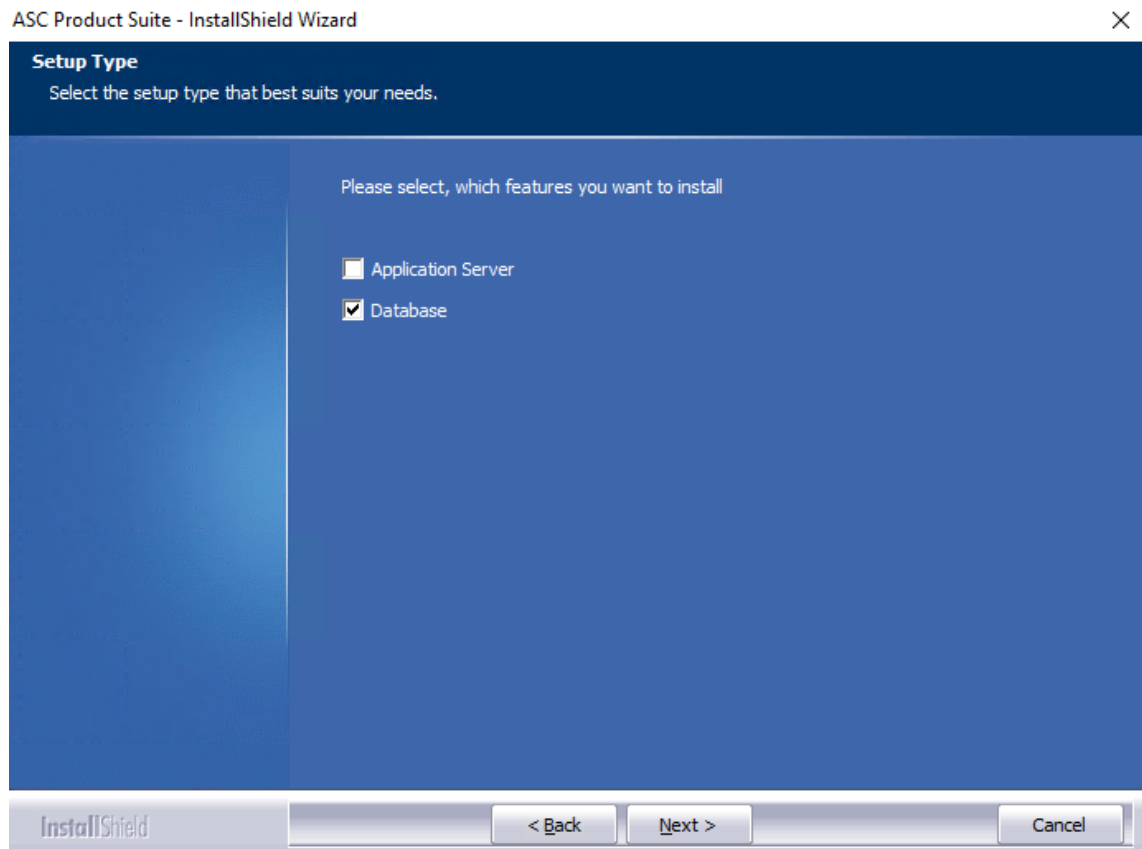 ASC Product Suite - InstallShield Wizard
Setup Type
Select the setup type that best suits your needs.
Please select, which features you want to install
Application Server
Database
InstallShield
< Back
Next >
Cancel